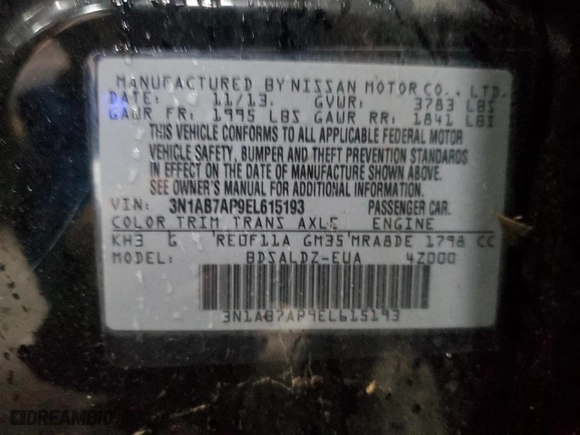 MANUFACTURED BY NISSAN MOTOR CO., LTD.
DATE: 11/13. GVWR: 3783 LBS
GAWR FR: 1995 LBS GAWR RR: 1841 LBS
THIS VEHICLE CONFORMS TO ALL APPLICABLE FEDERAL MOTOR
VEHICLE SAFETY, BUMPER AND THEFT PREVENTION STANDARDS
IN EFFECT ON THE DATE OF MANUFACTURE SHOWN ABOVE.
SEE OWNER'S MANUAL FOR ADDITIONAL INFORMATION.
VIN: 3N1AB7AP9EL615193 PASSENGER CAR.
COLOR TRIM TRANS AXLE ENGINE
KH3 G RE0F11A GM35 MRA8DE 1798 CC
MODEL: BDSALDZ-EUA 4Z000
3N1AB7AP9EL615193
DREAMBID